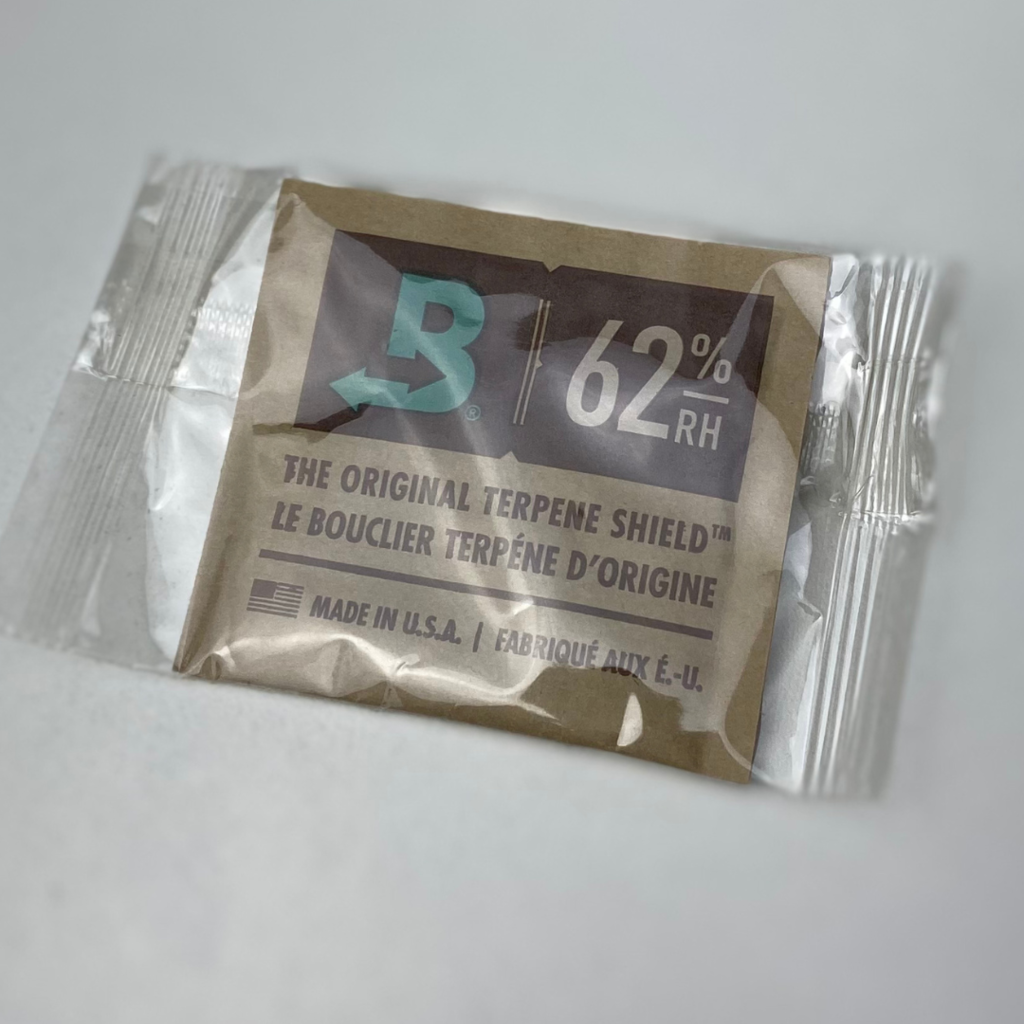 B®
62% RH
THE ORIGINAL TERPENE SHIELD™
LE BOUCLIER TERPÉNE D'ORIGINE
MADE IN U.S.A. | FABRIQUÉ AUX É.-U.